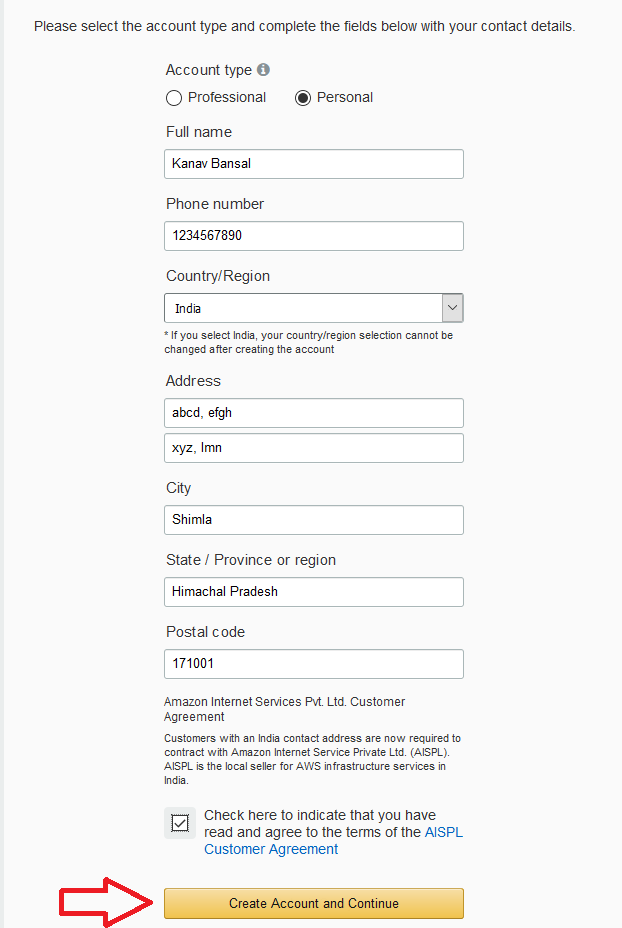 Please select the account type and complete the fields below with your contact details.
Account type
Professional Personal
Full name
Kanav Bansal
Phone number
1234567890
Country/Region
India
* If you select India, your country/region selection cannot be
changed after creating the account
Address
abcd, efgh
xyz, lmn
City
Shimla
State / Province or region
Himachal Pradesh
Postal code
171001
Amazon Internet Services Pvt. Ltd. Customer
Agreement
Customers with an India contact address are now required to
contract with Amazon Internet Service Private Ltd. (AISPL).
AISPL is the local seller for AWS infrastructure services in
India.
Check here to indicate that you have
read and agree to the terms of the AISPL
Customer Agreement
Create Account and Continue